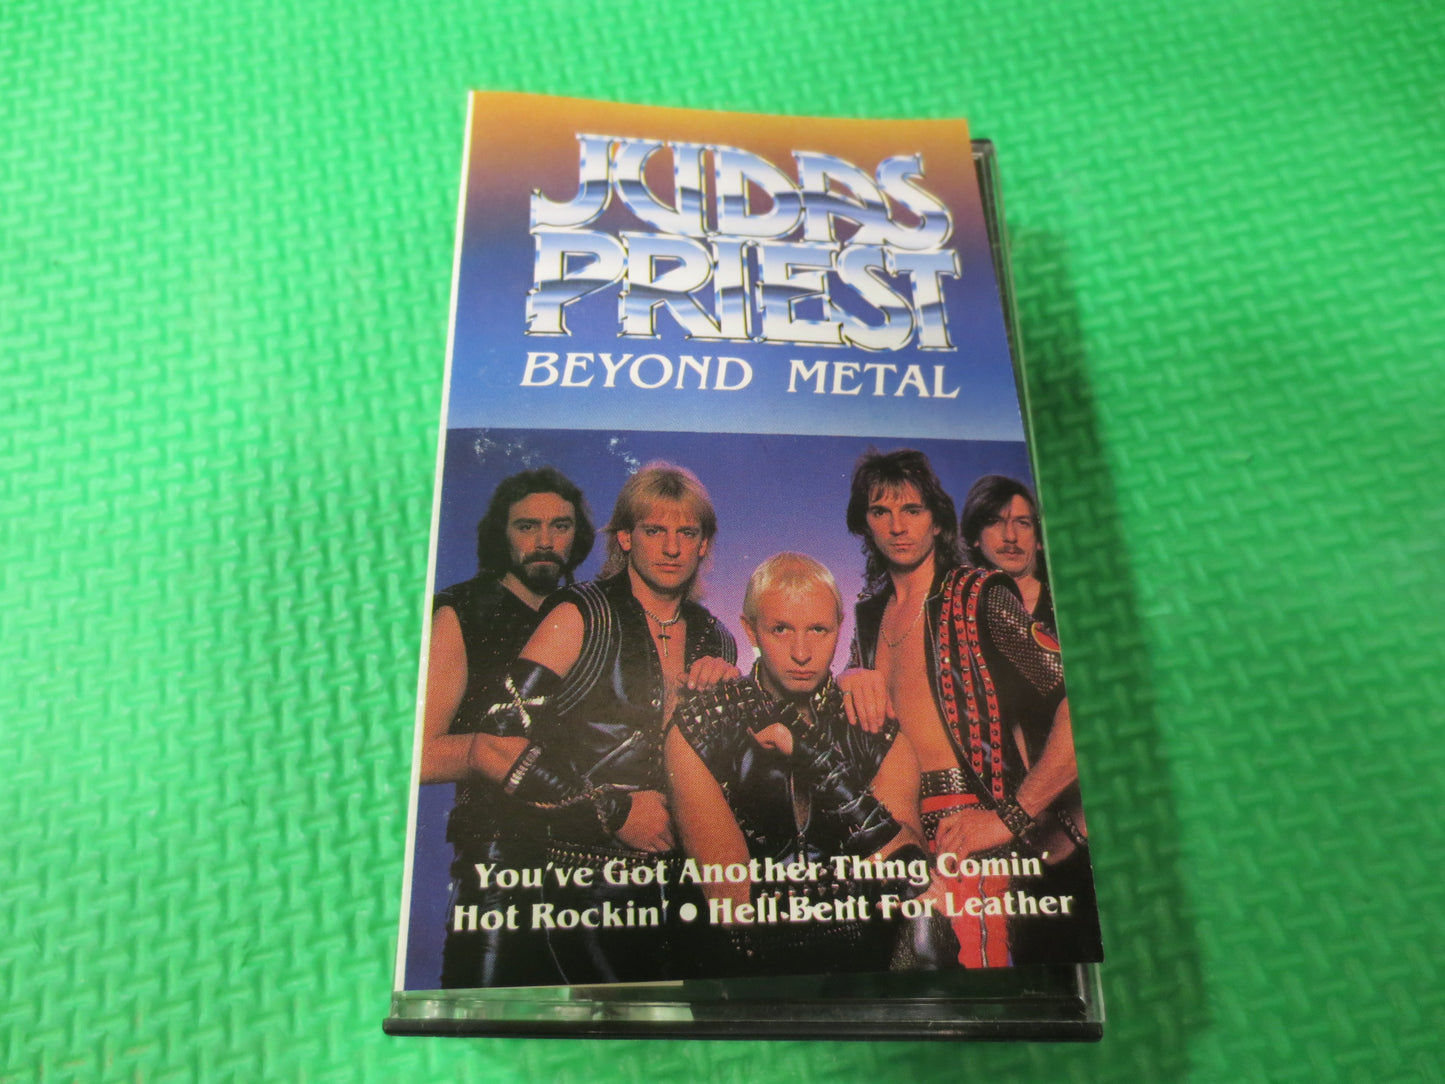 JUDAS
PRIEST
BEYOND METAL
You've Got Another Thing Comin'
Hot Rockin' • Hell Bent For Leather